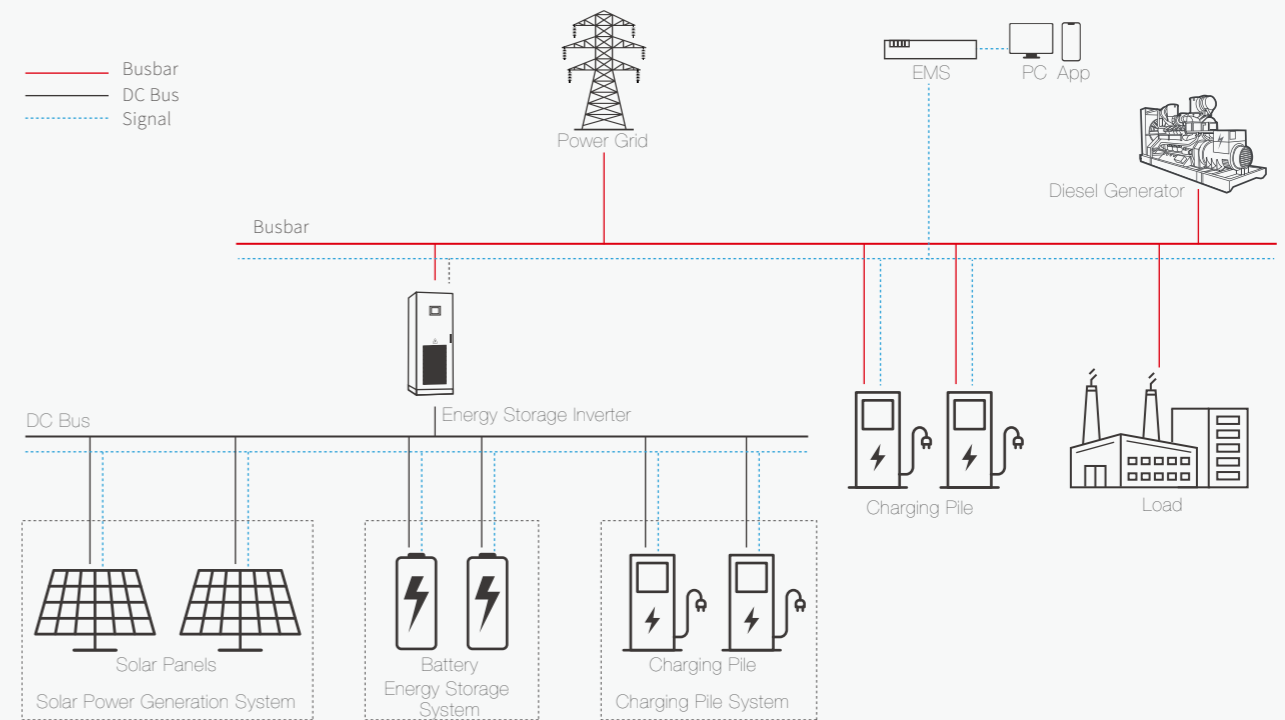 Busbar
DC Bus
Signal
Power Grid
EMS
PC App
Diesel Generator
Busbar
Energy Storage Inverter
DC Bus
Charging Pile
Load
Solar Panels
Solar Power Generation System
Battery
Energy Storage
System
Charging Pile
Charging Pile System